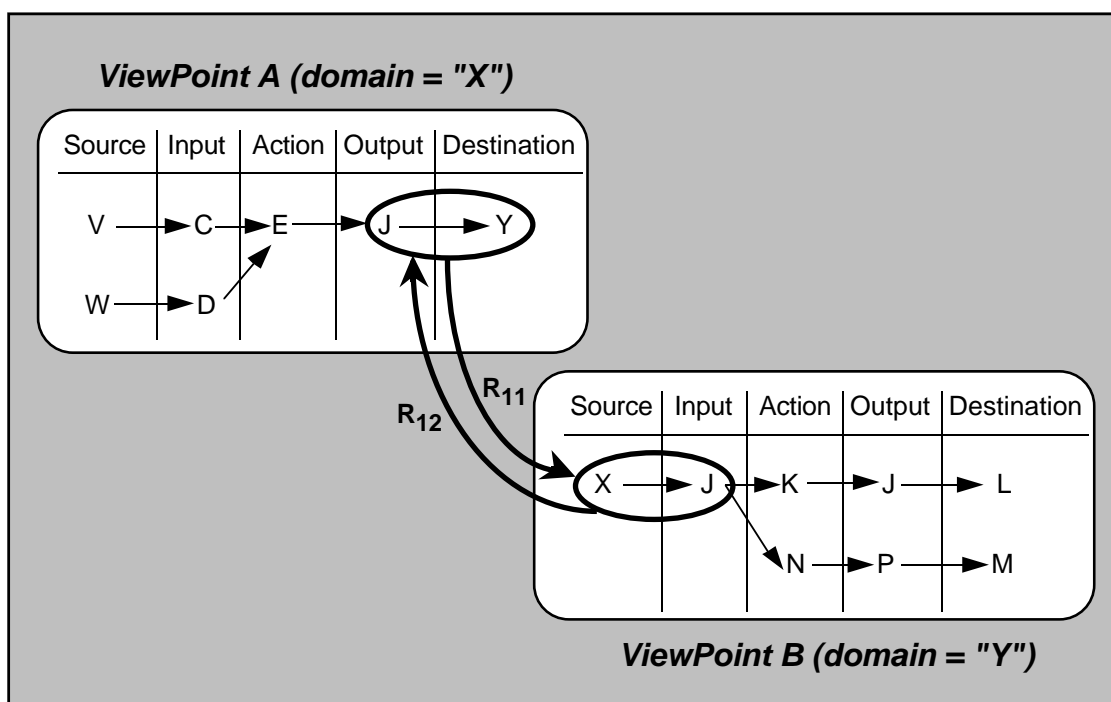 ViewPoint A (domain = "X")
Source Input Action Output Destination
V C E J Y
W D
R11
R12
Source Input Action Output Destination
X J K J L
N P M
ViewPoint B (domain = "Y")